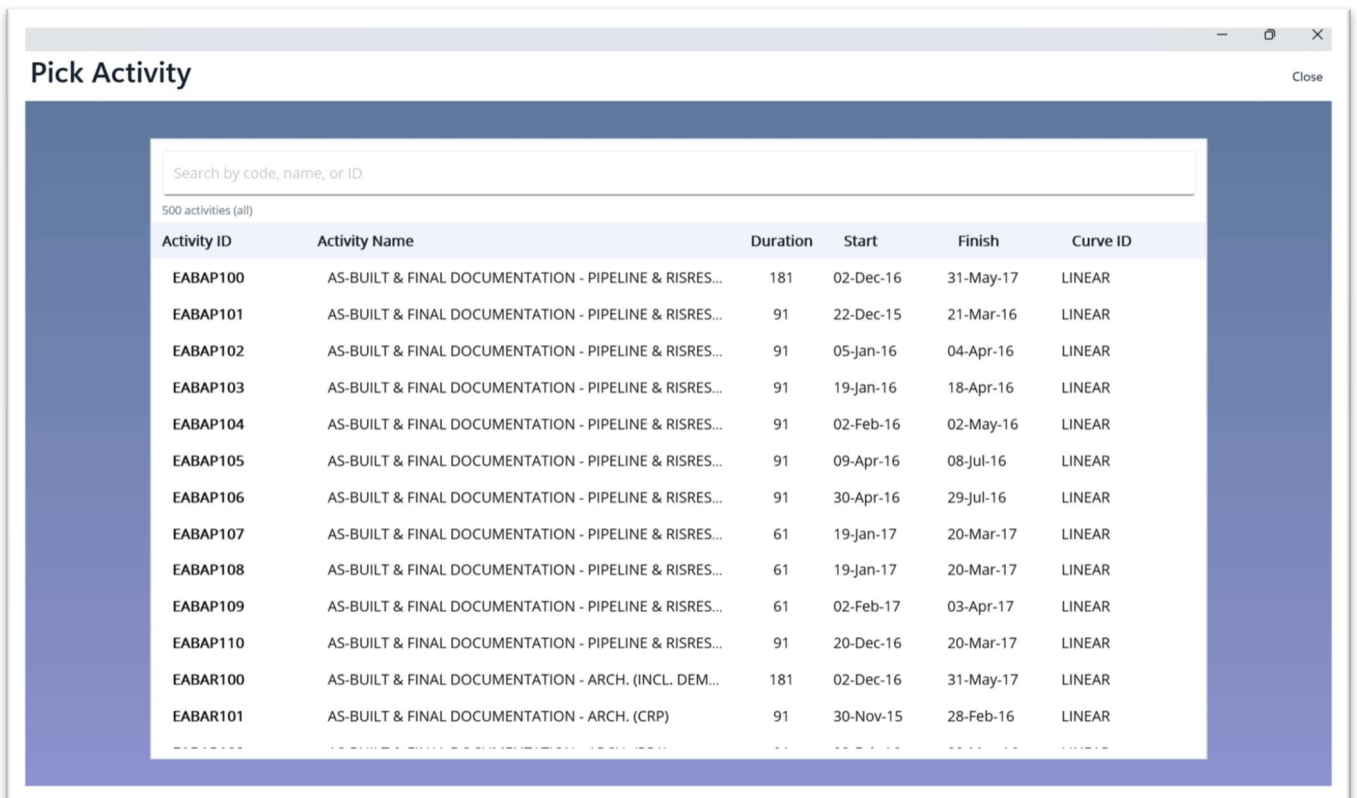 Pick Activity
Close
Search by code, name, or ID
500 activities (all)
Activity ID Activity Name Duration Start Finish Curve ID
EABAP100 AS-BUILT & FINAL DOCUMENTATION - PIPELINE & RISRES... 181 02-Dec-16 31-May-17 LINEAR
EABAP101 AS-BUILT & FINAL DOCUMENTATION - PIPELINE & RISRES... 91 22-Dec-15 21-Mar-16 LINEAR
EABAP102 AS-BUILT & FINAL DOCUMENTATION - PIPELINE & RISRES... 91 05-Jan-16 04-Apr-16 LINEAR
EABAP103 AS-BUILT & FINAL DOCUMENTATION - PIPELINE & RISRES... 91 19-Jan-16 18-Apr-16 LINEAR
EABAP104 AS-BUILT & FINAL DOCUMENTATION - PIPELINE & RISRES... 91 02-Feb-16 02-May-16 LINEAR
EABAP105 AS-BUILT & FINAL DOCUMENTATION - PIPELINE & RISRES... 91 09-Apr-16 08-Jul-16 LINEAR
EABAP106 AS-BUILT & FINAL DOCUMENTATION - PIPELINE & RISRES... 91 30-Apr-16 29-Jul-16 LINEAR
EABAP107 AS-BUILT & FINAL DOCUMENTATION - PIPELINE & RISRES... 61 19-Jan-17 20-Mar-17 LINEAR
EABAP108 AS-BUILT & FINAL DOCUMENTATION - PIPELINE & RISRES... 61 19-Jan-17 20-Mar-17 LINEAR
EABAP109 AS-BUILT & FINAL DOCUMENTATION - PIPELINE & RISRES... 61 02-Feb-17 03-Apr-17 LINEAR
EABAP110 AS-BUILT & FINAL DOCUMENTATION - PIPELINE & RISRES... 91 20-Dec-16 20-Mar-17 LINEAR
EABAR100 AS-BUILT & FINAL DOCUMENTATION - ARCH. (INCL. DEM... 181 02-Dec-16 31-May-17 LINEAR
EABAR101 AS-BUILT & FINAL DOCUMENTATION - ARCH. (CRP) 91 30-Nov-15 28-Feb-16 LINEAR